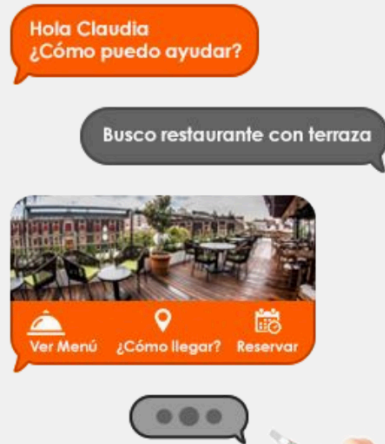 Hola Claudia
¿Cómo puedo ayudar?
Busco restaurante con terraza
Ver Menú ¿Cómo llegar? Reservar